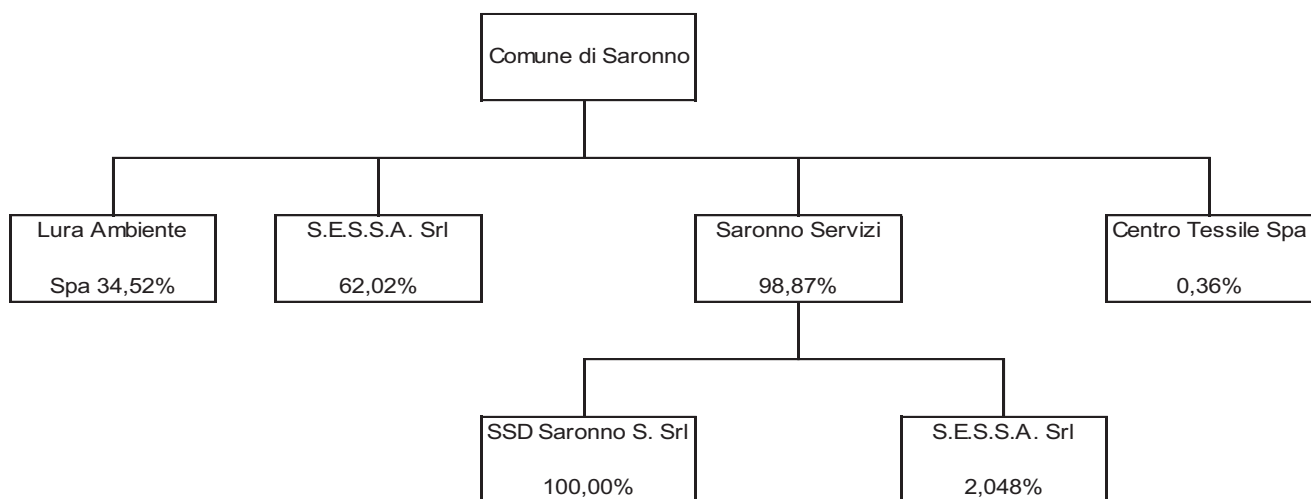 Comune di Saronno
Lura Ambiente
Spa 34,52%
S.E.S.S.A. Srl
62,02%
Saronno Servizi
98,87%
Centro Tessile Spa
0,36%
SSD Saronno S. Srl
100,00%
S.E.S.S.A. Srl
2,048%